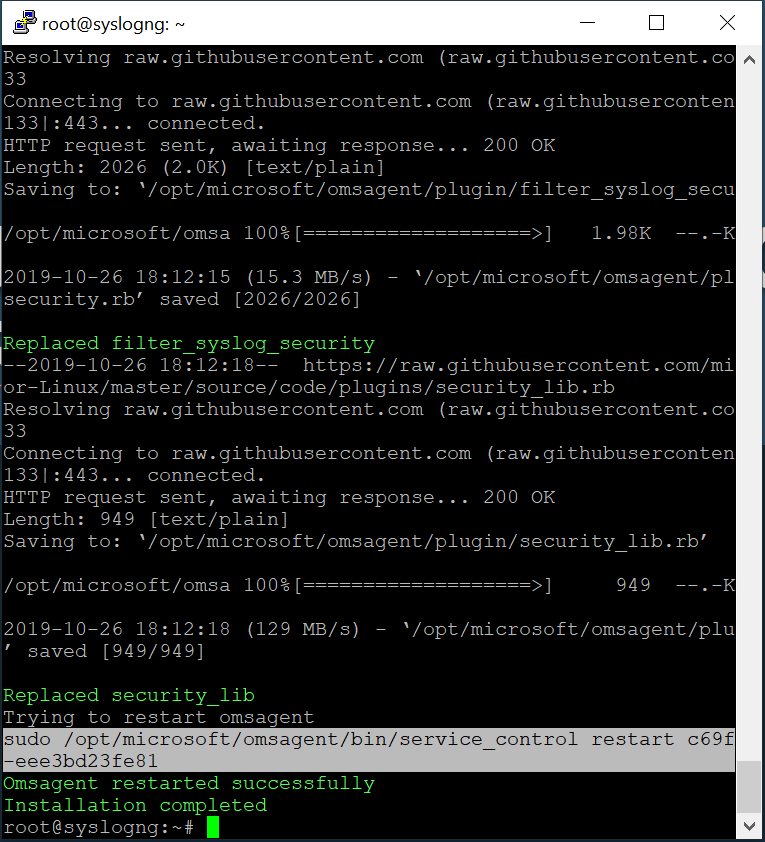 root@syslogng: ~
Resolving raw.githubusercontent.com (raw.githubusercontent.co
33
Connecting to raw.githubusercontent.com (raw.githubuserconten
133|:443... connected.
HTTP request sent, awaiting response... 200 OK
Length: 2026 (2.0K) [text/plain]
Saving to: ‘/opt/microsoft/omsagent/plugin/filter_syslog_secu
/opt/microsoft/omsa 100%[===================>]   1.98K  --.-K
2019-10-26 18:12:15 (15.3 MB/s) - ‘/opt/microsoft/omsagent/pl
security.rb’ saved [2026/2026]
Replaced filter_syslog_security
--2019-10-26 18:12:18--  https://raw.githubusercontent.com/mi
or-Linux/master/source/code/plugins/security_lib.rb
Resolving raw.githubusercontent.com (raw.githubusercontent.co
33
Connecting to raw.githubusercontent.com (raw.githubuserconten
133|:443... connected.
HTTP request sent, awaiting response... 200 OK
Length: 949 [text/plain]
Saving to: ‘/opt/microsoft/omsagent/plugin/security_lib.rb’
/opt/microsoft/omsa 100%[===================>]     949  --.-K
2019-10-26 18:12:18 (129 MB/s) - ‘/opt/microsoft/omsagent/plu
’ saved [949/949]
Replaced security_lib
Trying to restart omsagent
sudo /opt/microsoft/omsagent/bin/service_control restart c69f
-eee3bd23fe81
Omsagent restarted successfully
Installation completed
root@syslogng:~#